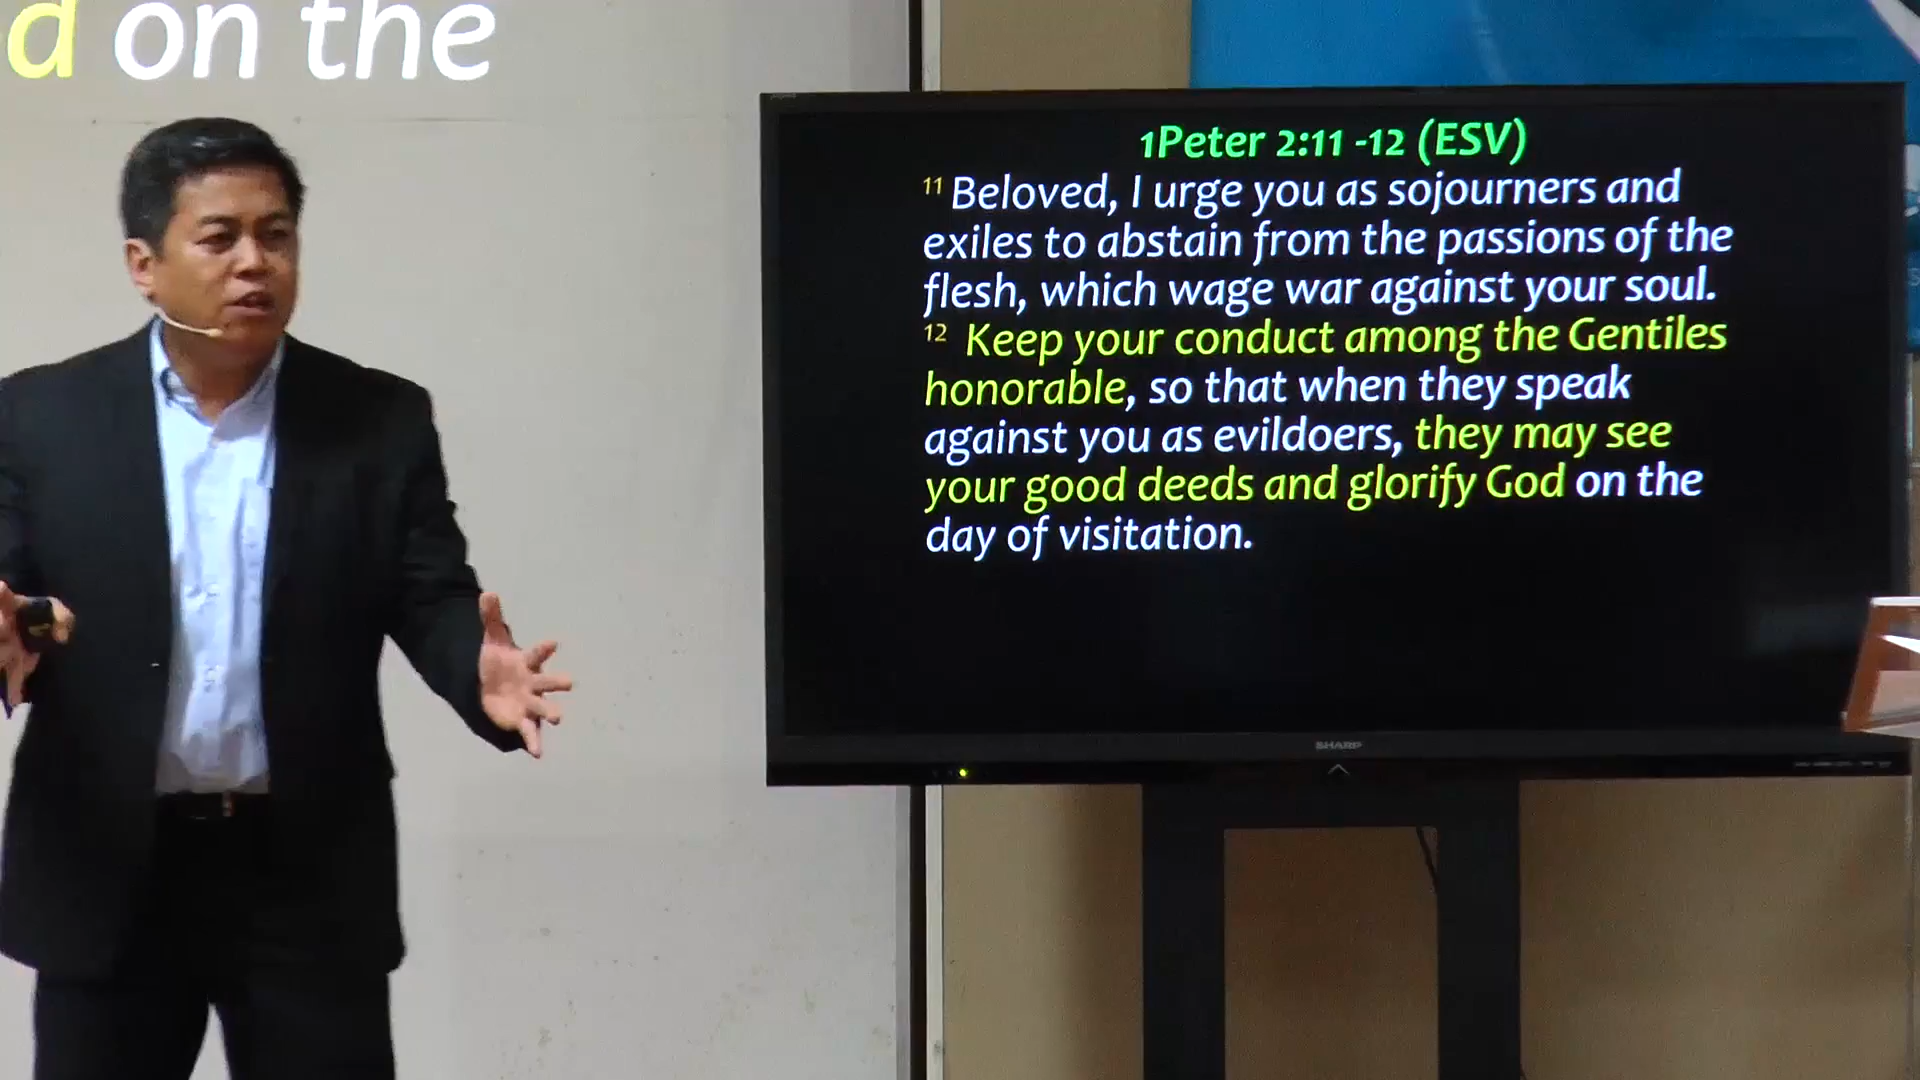 d on the
1Peter 2:11 -12 (ESV)
11 Beloved, I urge you as sojourners and
exiles to abstain from the passions of the
flesh, which wage war against your soul.
12 Keep your conduct among the Gentiles
honorable, so that when they speak
against you as evildoers, they may see
your good deeds and glorify God on the
day of visitation.
SHARP